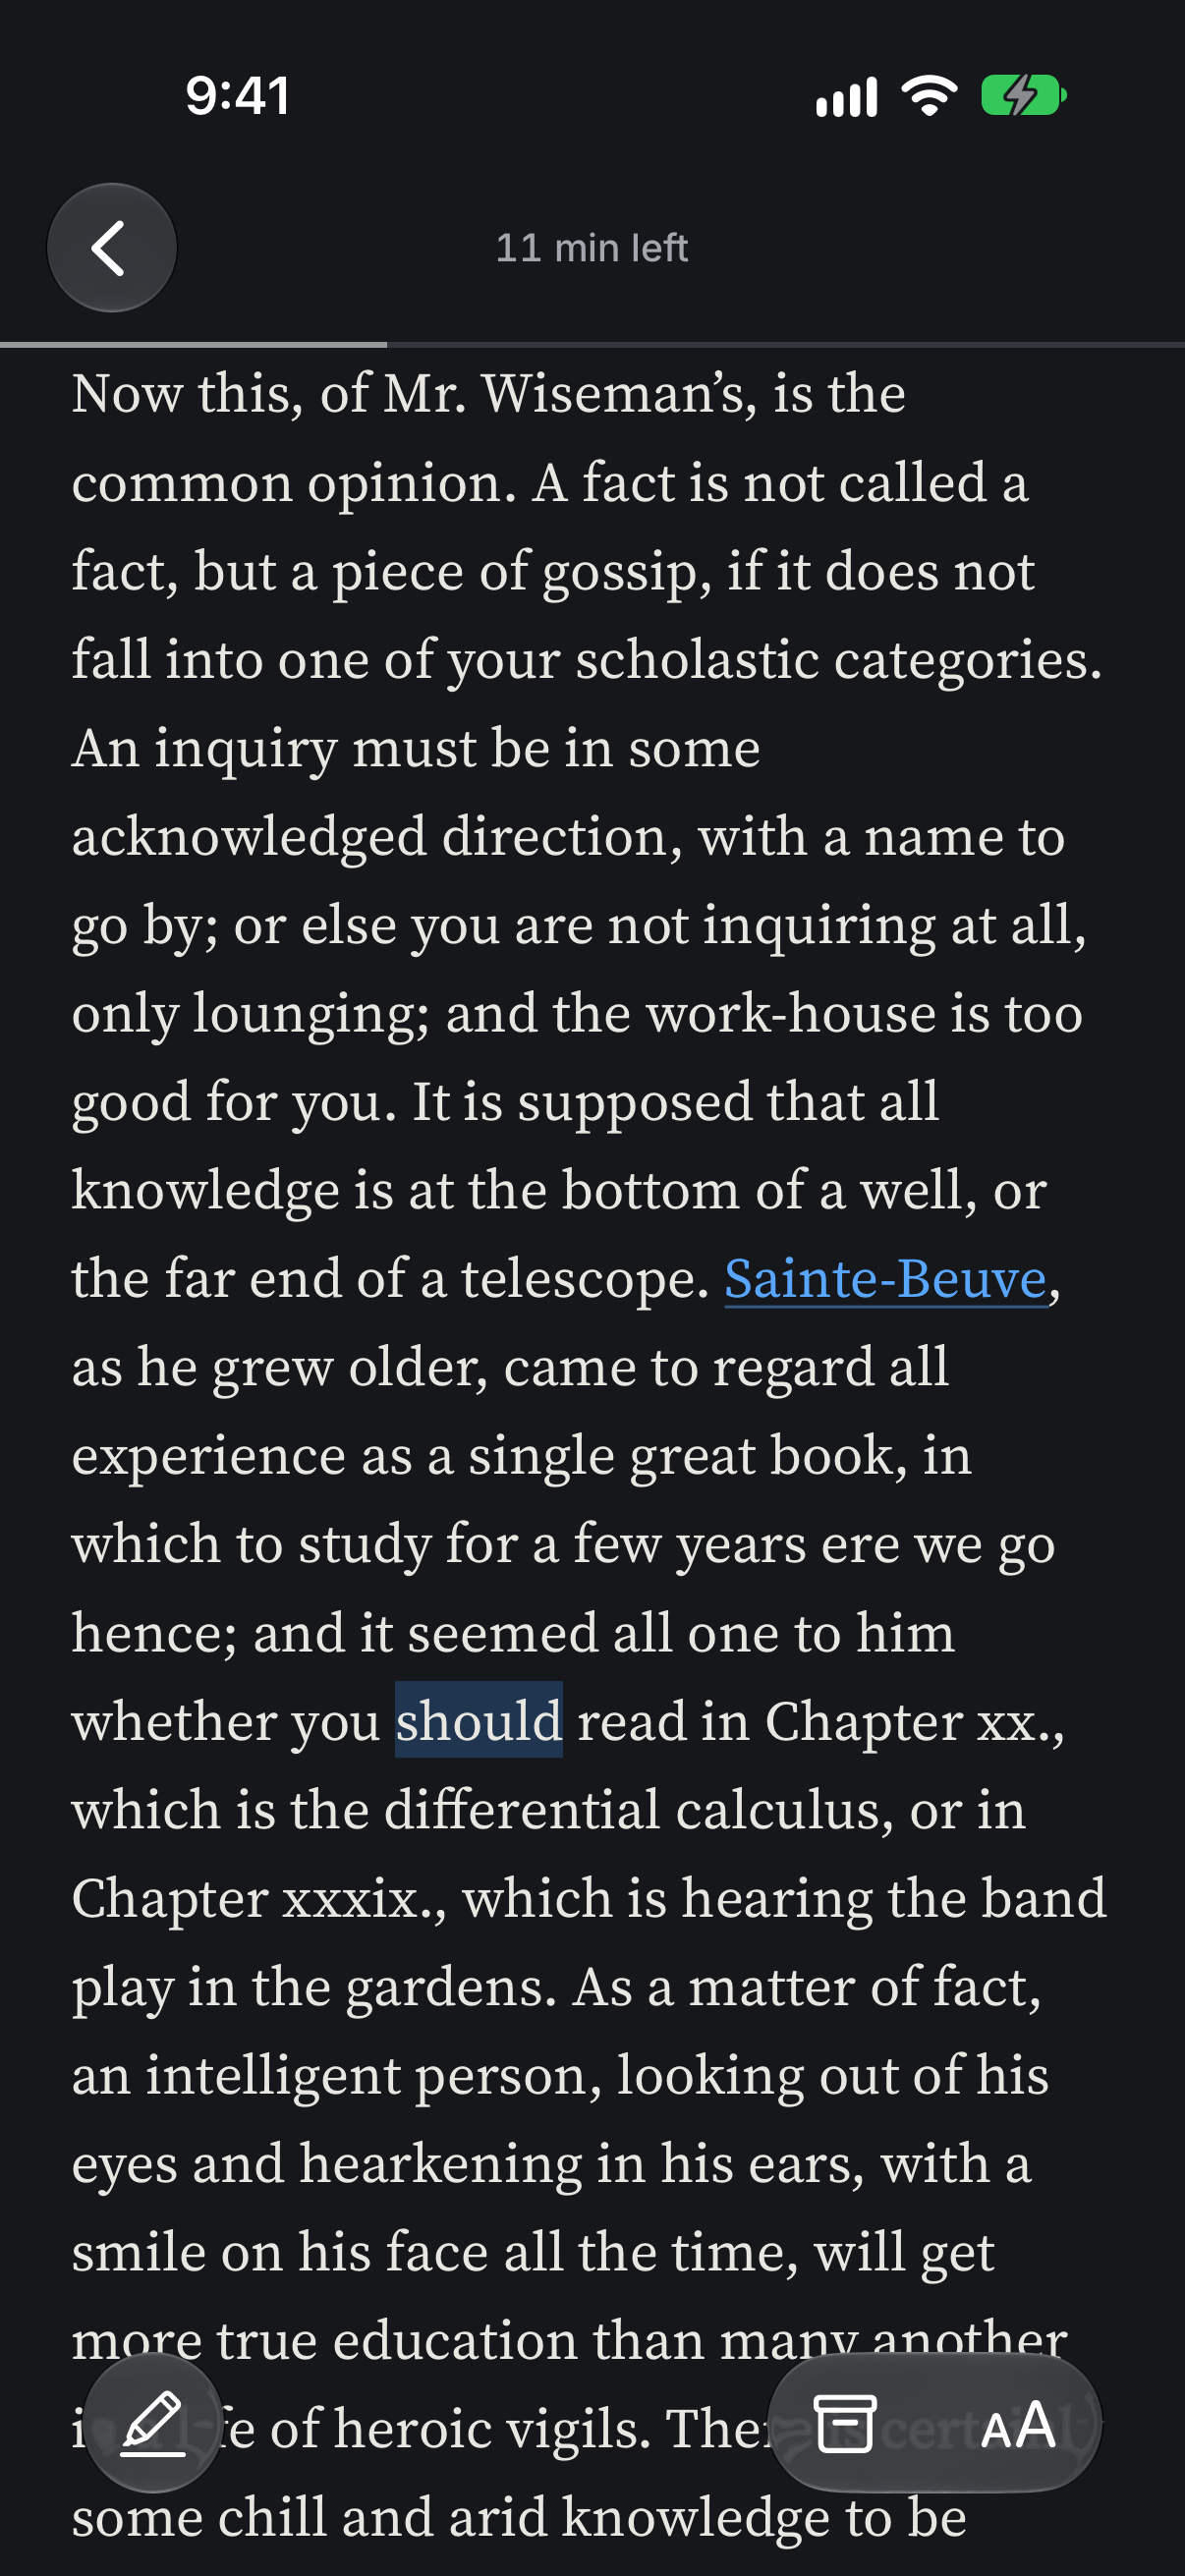 9:41
11 min left
Now this, of Mr. Wiseman’s, is the
common opinion. A fact is not called a
fact, but a piece of gossip, if it does not
fall into one of your scholastic categories.
An inquiry must be in some
acknowledged direction, with a name to
go by; or else you are not inquiring at all,
only lounging; and the work-house is too
good for you. It is supposed that all
knowledge is at the bottom of a well, or
the far end of a telescope. Sainte-Beuve,
as he grew older, came to regard all
experience as a single great book, in
which to study for a few years ere we go
hence; and it seemed all one to him
whether you should read in Chapter xx.,
which is the differential calculus, or in
Chapter xxxix., which is hearing the band
play in the gardens. As a matter of fact,
an intelligent person, looking out of his
eyes and hearkening in his ears, with a
smile on his face all the time, will get
more true education than many another
of heroic vigils.
AA
some chill and arid knowledge to be